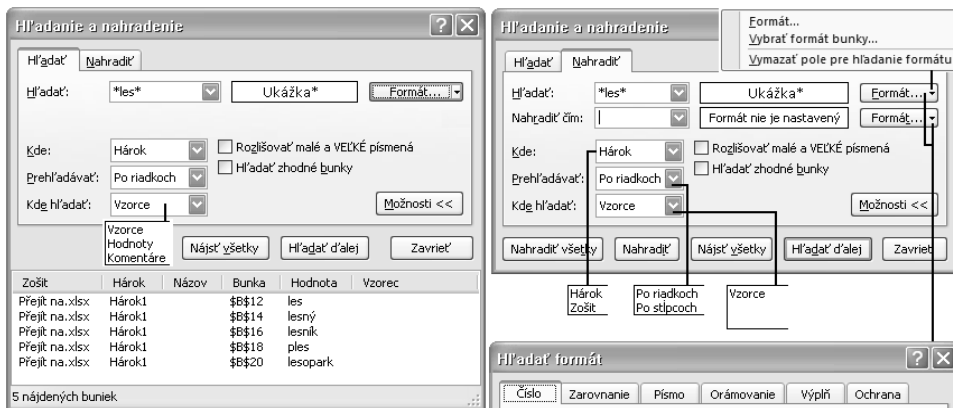 Hľadanie a nahradenie
Hľadať
Nahradiť
Hľadať:
*les*
Ukážka*
Formát...
Kde:
Hárok
Rozlišovať malé a VEĽKÉ písmená
Prehľadávať:
Po riadkoch
Hľadať zhodné bunky
Kde hľadať:
Vzorce
Možnosti <<
Vzorce
Hodnoty
Komentáre
Nájsť všetky
Hľadať ďalej
Zavrieť
Zošit Hárok Názov Bunka Hodnota Vzorec
Přejít na.xlsx Hárok1 $B$12 les
Přejít na.xlsx Hárok1 $B$14 lesný
Přejít na.xlsx Hárok1 $B$16 lesník
Přejít na.xlsx Hárok1 $B$18 ples
Přejít na.xlsx Hárok1 $B$20 lesopark
5 nájdených buniek
Hľadanie a nahradenie
Formát...
Vybrať formát bunky...
Vymazať pole pre hľadanie formátu
Hľadať
Nahradiť
Hľadať:
*les*
Ukážka*
Formát...
Nahradiť čím:
Formát nie je nastavený
Formát...
Kde:
Hárok
Rozlišovať malé a VEĽKÉ písmená
Prehľadávať:
Po riadkoch
Hľadať zhodné bunky
Kde hľadať:
Vzorce
Možnosti <<
Nahradiť všetky
Nahradiť
Nájsť všetky
Hľadať ďalej
Zavrieť
Hárok
Zošit
Po riadkoch
Po stĺpcoch
Vzorce
Hľadať formát
Číslo
Zarovnanie
Písmo
Orámovanie
Výplň
Ochrana